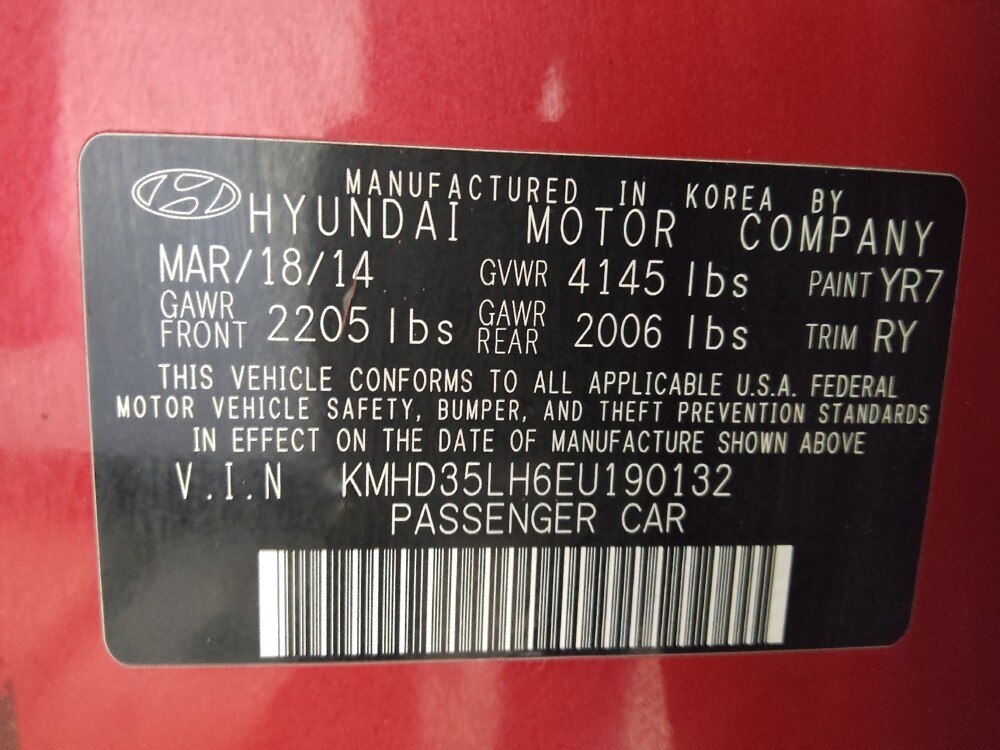 MANUFACTURED IN KOREA BY
HYUNDAI MOTOR COMPANY
MAR/18/14 GVWR 4145 lbs PAINT YR7
GAWR FRONT 2205 lbs GAWR REAR 2006 lbs TRIM RY
THIS VEHICLE CONFORMS TO ALL APPLICABLE U.S.A. FEDERAL
MOTOR VEHICLE SAFETY, BUMPER, AND THEFT PREVENTION STANDARDS
IN EFFECT ON THE DATE OF MANUFACTURE SHOWN ABOVE
V.I.N KMHD35LH6EU190132
PASSENGER CAR